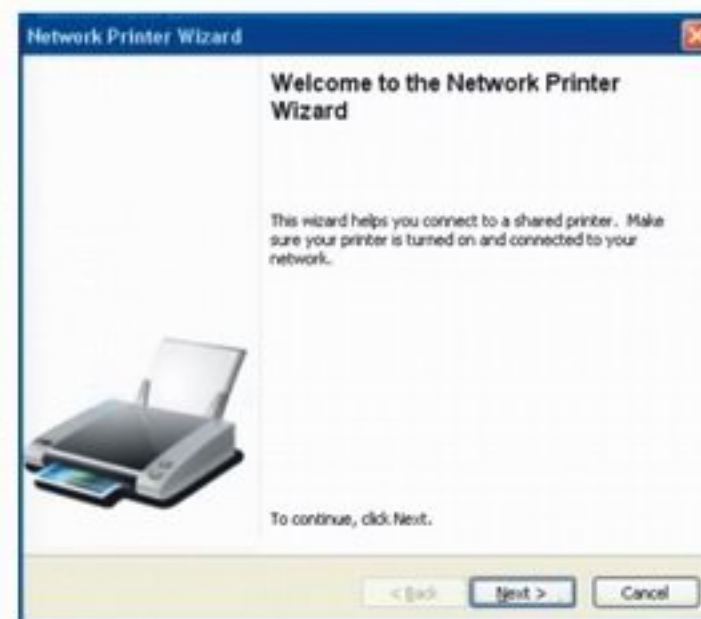 Network Printer Wizard
Welcome to the Network Printer
Wizard
This wizard helps you connect to a shared printer. Make
sure your printer is turned on and connected to your
network.
To continue, click Next.
< Back
Next >
Cancel